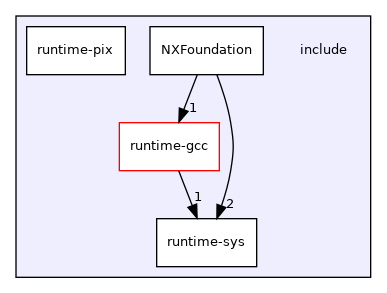 runtime-pix
NXFoundation
include
1
runtime-gcc
1
2
runtime-sys